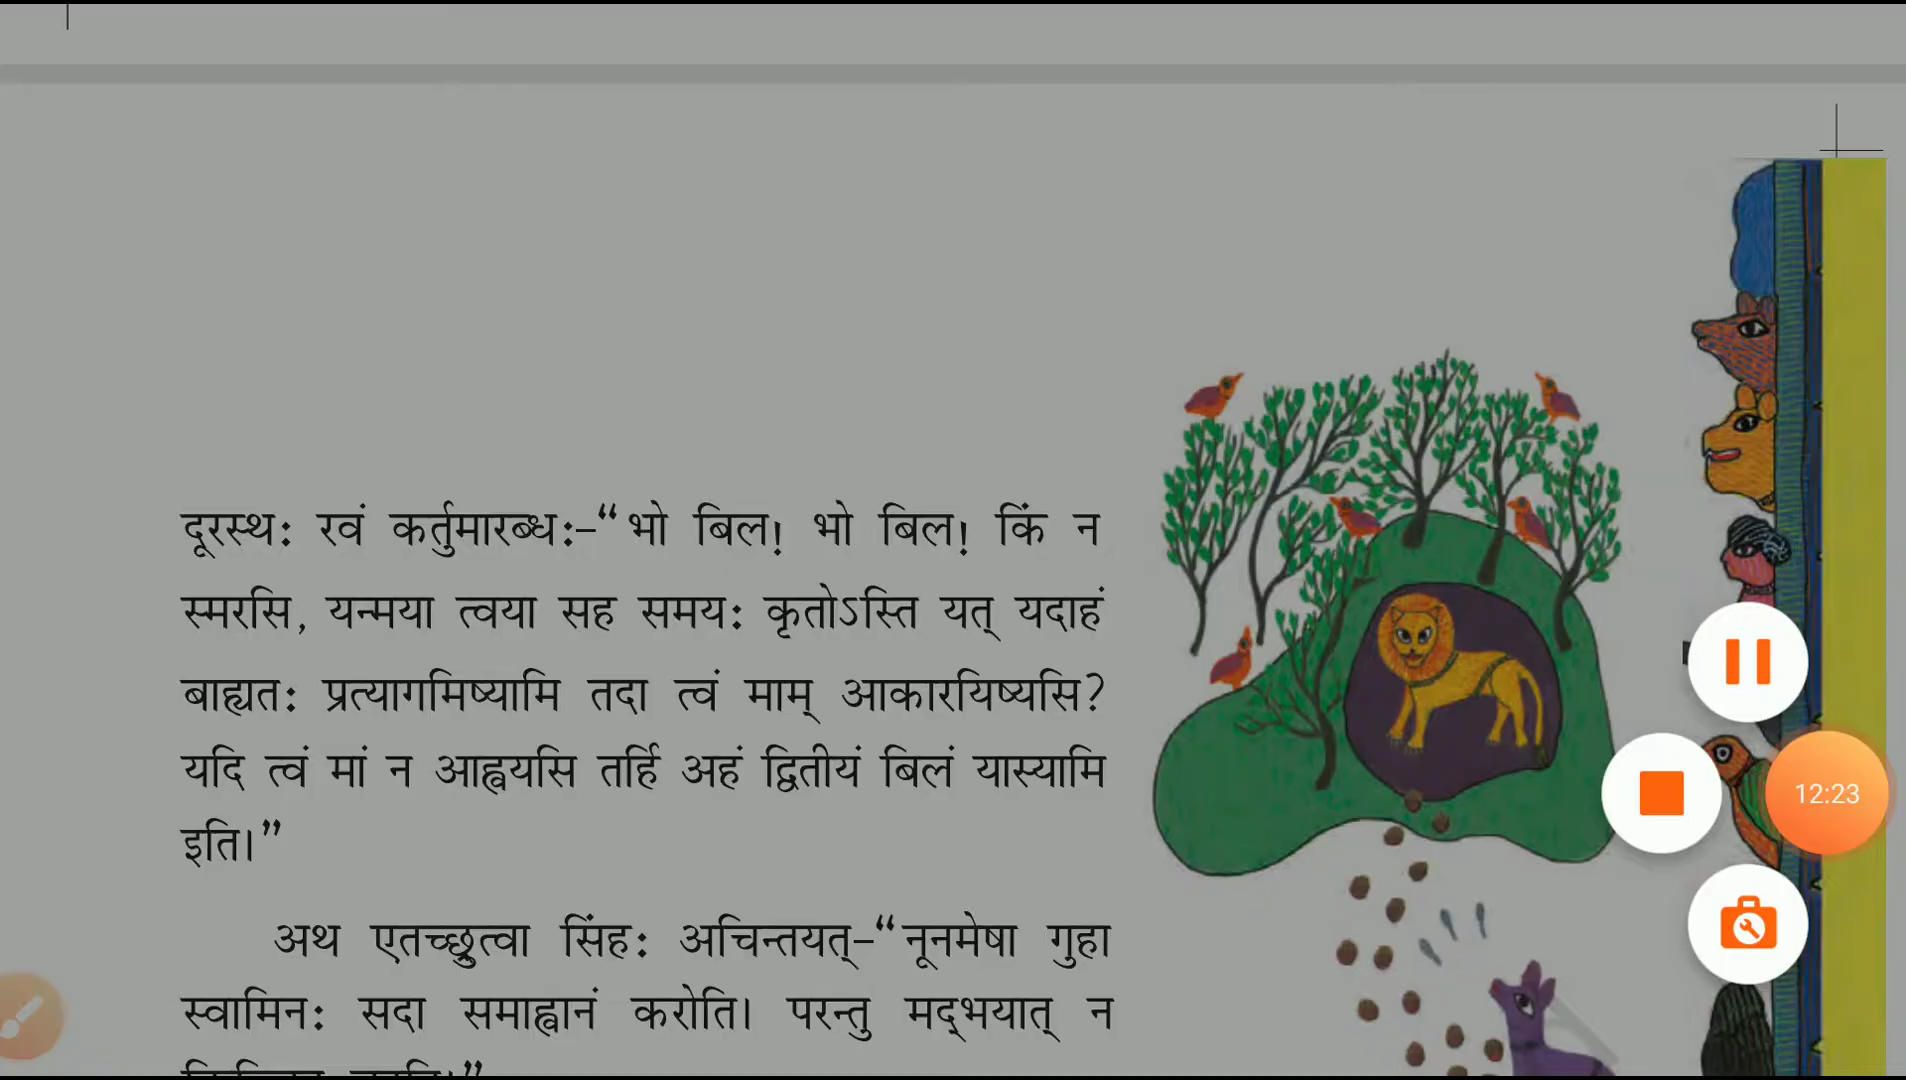 दूरस्थः रवं कर्तुमारब्धः-“भो बिल! भो बिल! किं न
स्मरसि, यन्मया त्वया सह समयः कृतोऽस्ति यत् यदाहं
बाह्यतः प्रत्यागमिष्यामि तदा त्वं माम् आकारयिष्यसि?
यदि त्वं मां न आह्वयसि तर्हि अहं द्वितीयं बिलं यास्यामि
इति।”
अथ एतच्छ्रुत्वा सिंहः अचिन्तयत्-“नूनमेषा गुहा
स्वामिनः सदा समाह्वानं करोति। परन्तु मद्भयात् न
12:23